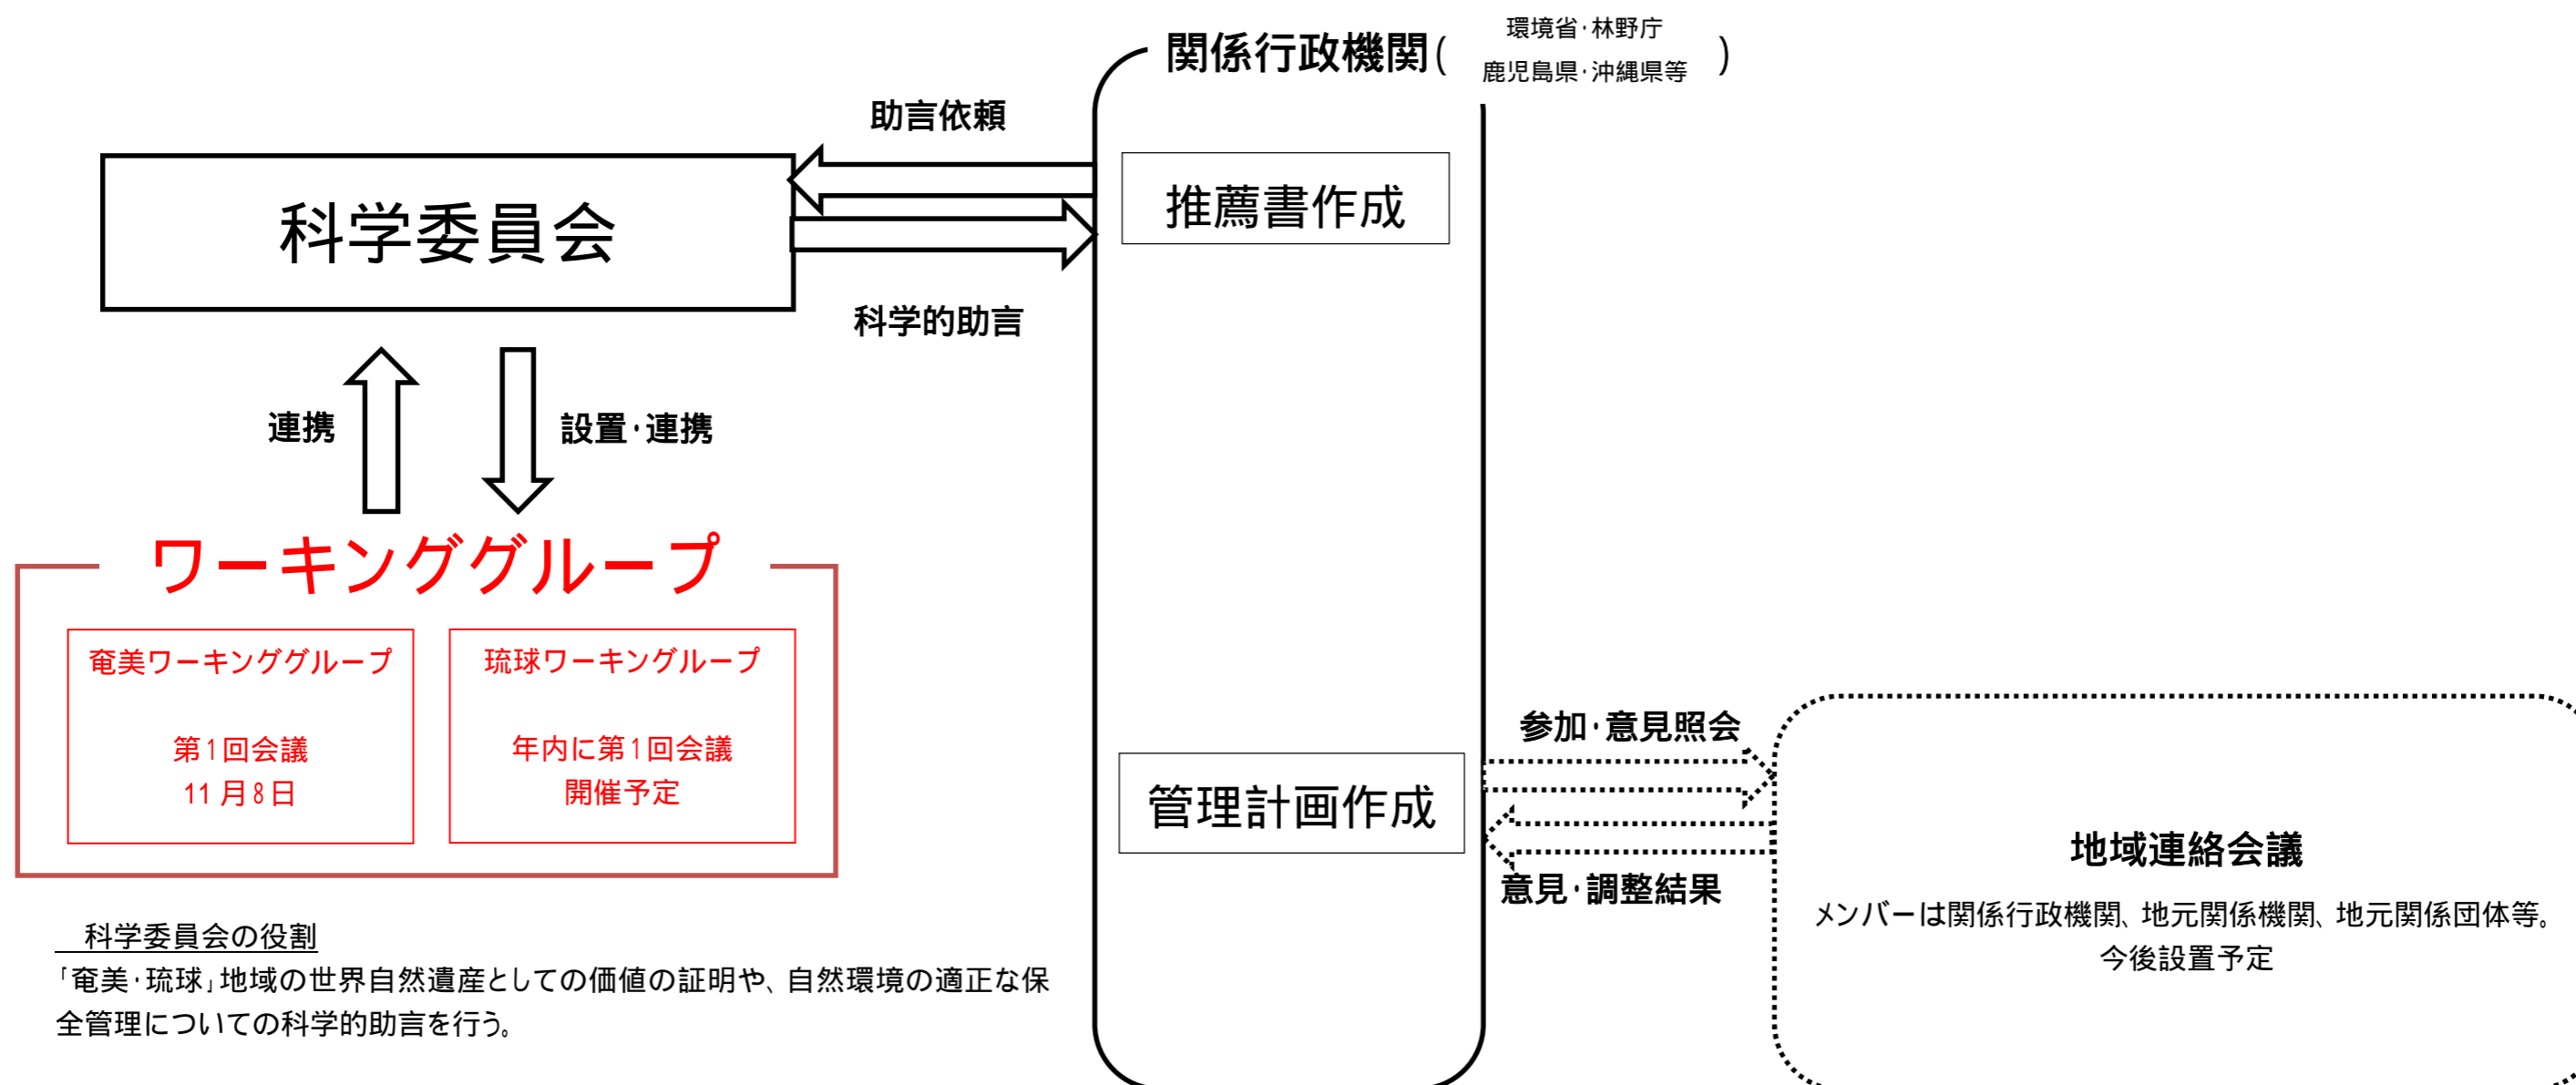 関係行政機関(
環境省・林野庁
鹿児島県・沖縄県等
)
助言依頼
科学委員会
推薦書作成
科学的助言
連携
設置・連携
ワーキンググループ
奄美ワーキンググループ
第1回会議
11月8日
琉球ワーキングループ
年内に第1回会議
開催予定
参加・意見照会
管理計画作成
意見・調整結果
地域連絡会議
メンバーは関係行政機関、地元関係機関、地元関係団体等。
今後設置予定
科学委員会の役割
「奄美・琉球」地域の世界自然遺産としての価値の証明や、自然環境の適正な保
全管理についての科学的助言を行う。